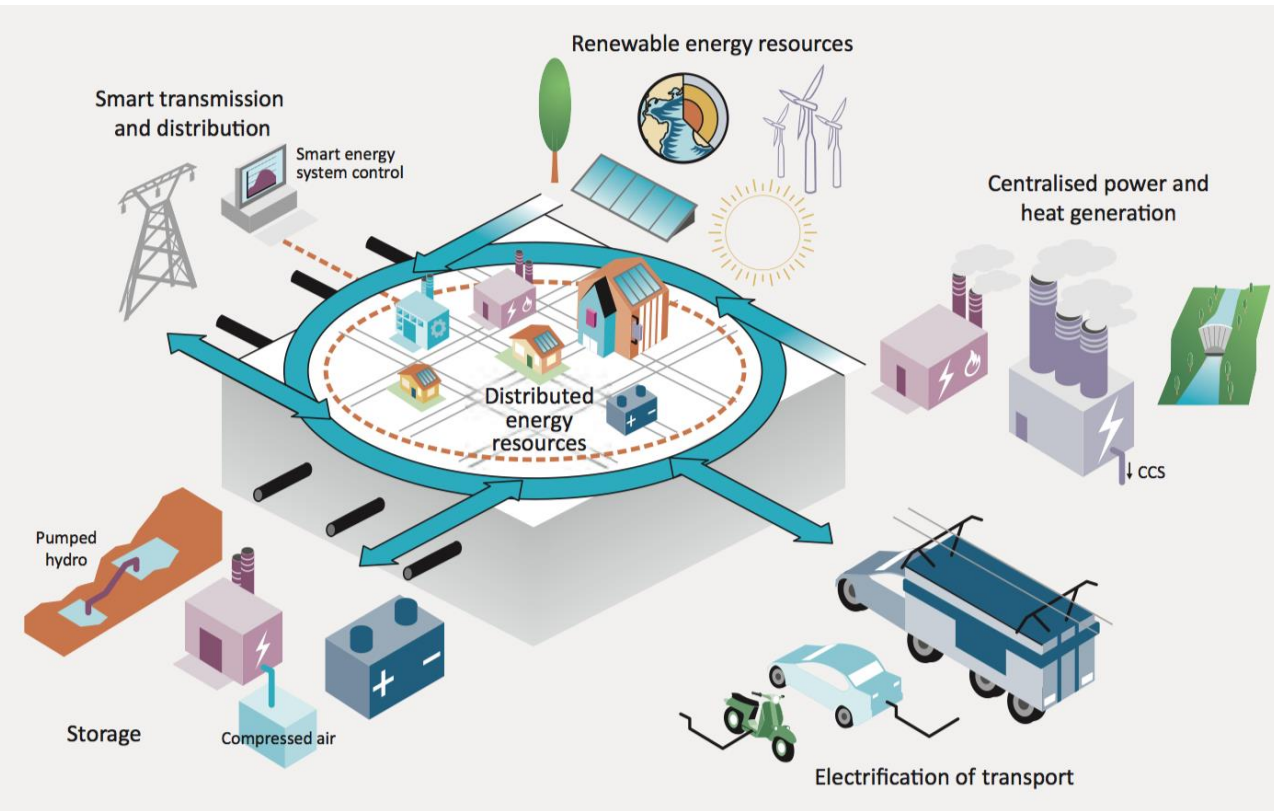 Renewable energy resources
Smart transmission
and distribution
Smart energy
system control
Centralised power and
heat generation
Distributed
energy
resources
+ -
CCS
Pumped
hydro
+ -
Storage
Compressed air
Electrification of transport